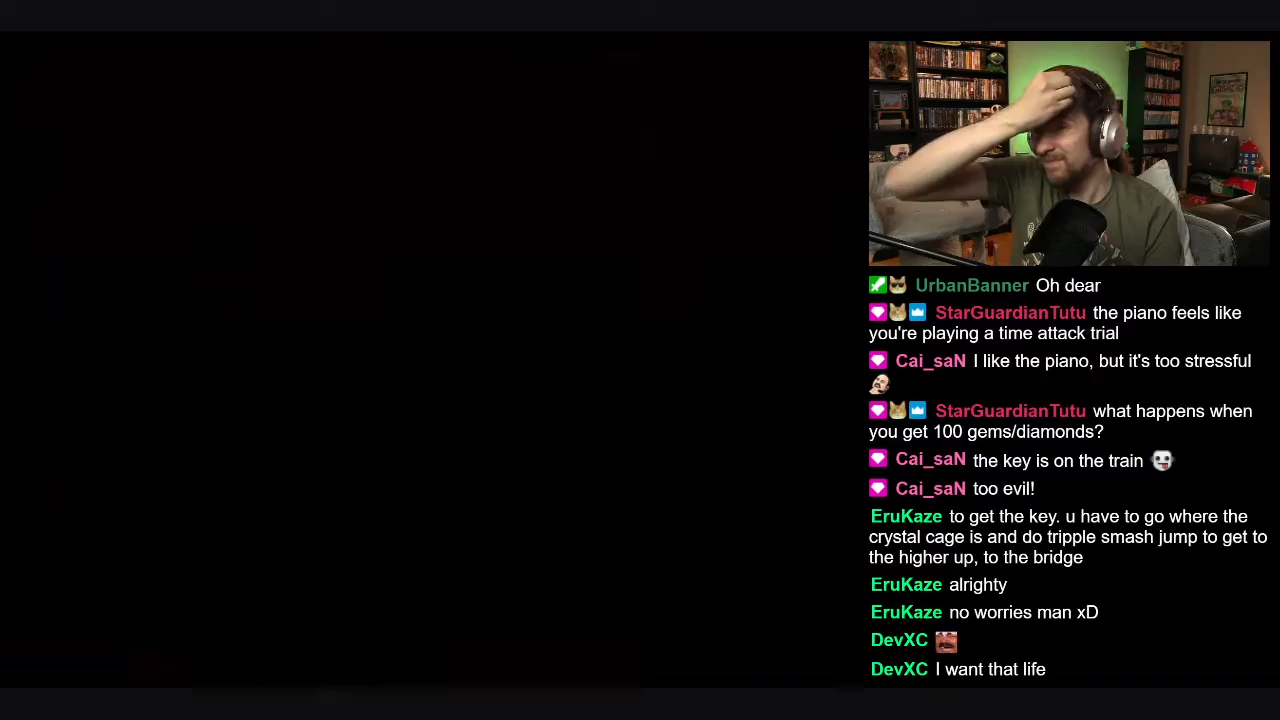 UrbanBanner Oh dear
StarGuardianTutu the piano feels like
you're playing a time attack trial
Cai_saN I like the piano, but it's too stressful
StarGuardianTutu what happens when
you get 100 gems/diamonds?
Cai_saN the key is on the train
Cai_saN too evil!
EruKaze to get the key. u have to go where the
crystal cage is and do tripple smash jump to get to
the higher up, to the bridge
EruKaze alrighty
EruKaze no worries man xD
DevXC
DevXC I want that life